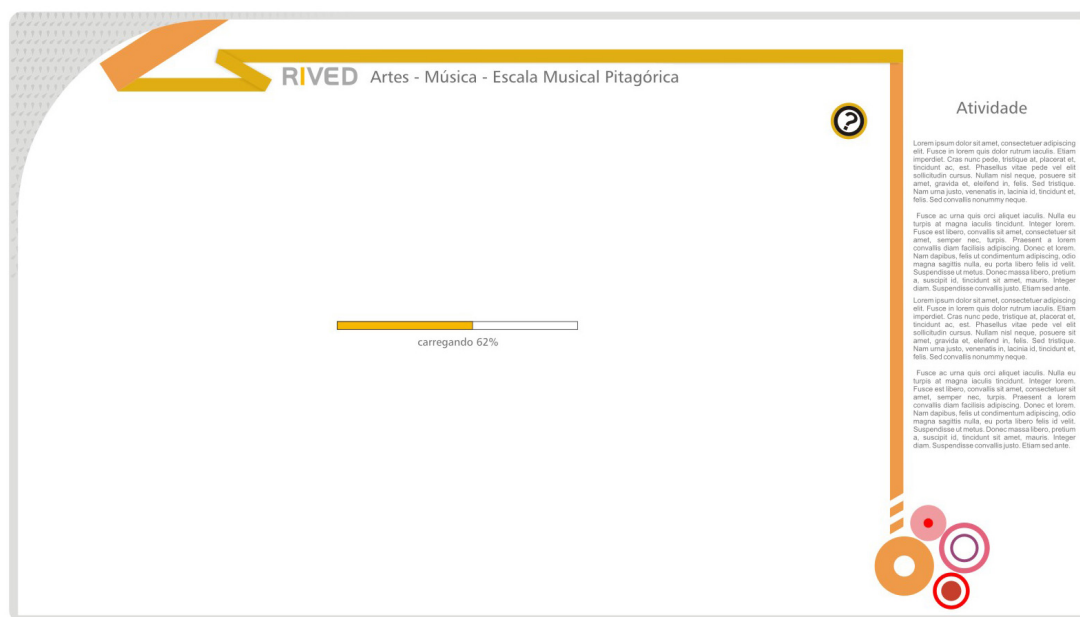 RIVED Artes - Música - Escala Musical Pitagórica
?
carregando 62%
Atividade
Lorem ipsum dolor sit amet, consectetuer adipiscing
elit. Fusce in lorem quis dolor rutrum iaculis. Etiam
imperdiet. Cras nunc pede, tristique at, placerat et,
tincidunt ac, est. Phasellus vitae pede vel elit
sollicitudin cursus. Nullam nisl neque, posuere sit
amet, gravida et, eleifend in, felis. Sed tristique.
Nam urna justo, venenatis in, lacinia id, tincidunt et,
felis. Sed convallis nonummy neque.
Fusce ac urna quis orci aliquet iaculis. Nulla eu
turpis at magna iaculis tincidunt. Integer lorem.
Fusce est libero, convallis sit amet, consectetuer sit
amet, semper nec, turpis. Praesent a lorem
convallis diam facilisis adipiscing. Donec et lorem.
Nam dapibus, felis ut condimentum adipiscing, odio
magna sagittis nulla, eu porta libero felis id velit.
Suspendisse ut metus. Donec massa libero, pretium
a, suscipit id, tincidunt sit amet, mauris. Integer
diam. Suspendisse convallis justo. Etiam sed ante.
Lorem ipsum dolor sit amet, consectetuer adipiscing
elit. Fusce in lorem quis dolor rutrum iaculis. Etiam
imperdiet. Cras nunc pede, tristique at, placerat et,
tincidunt ac, est. Phasellus vitae pede vel elit
sollicitudin cursus. Nullam nisl neque, posuere sit
amet, gravida et, eleifend in, felis. Sed tristique.
Nam urna justo, venenatis in, lacinia id, tincidunt et,
felis. Sed convallis nonummy neque.
Fusce ac urna quis orci aliquet iaculis. Nulla eu
turpis at magna iaculis tincidunt. Integer lorem.
Fusce est libero, convallis sit amet, consectetuer sit
amet, semper nec, turpis. Praesent a lorem
convallis diam facilisis adipiscing. Donec et lorem.
Nam dapibus, felis ut condimentum adipiscing, odio
magna sagittis nulla, eu porta libero felis id velit.
Suspendisse ut metus. Donec massa libero, pretium
a, suscipit id, tincidunt sit amet, mauris. Integer
diam. Suspendisse convallis justo. Etiam sed ante.